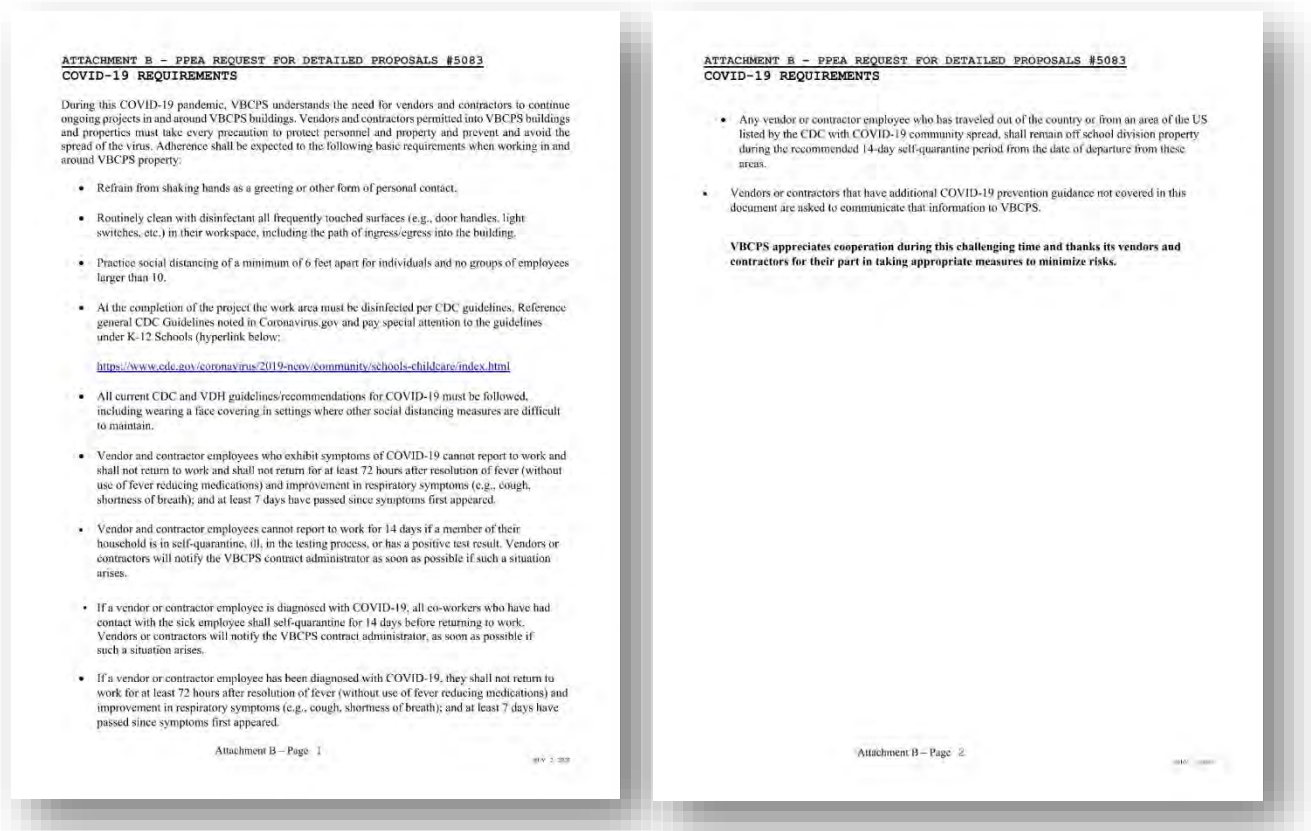 ATTACHMENT B – PPEA REQUEST FOR DETAILED PROPOSALS #5083
COVID-19 REQUIREMENTS
During this COVID-19 pandemic, VBCPS understands the need for vendors and contractors to continue
ongoing projects in and around VBCPS buildings. Vendors and contractors permitted into VBCPS buildings
and properties must take every precaution to protect personnel and property and prevent and avoid the
spread of the virus. Adherence shall be expected to the following basic requirements when working in and
around VBCPS property:
• Refrain from shaking hands as a greeting or other form of personal contact.
• Routinely clean with disinfectant all frequently touched surfaces (e.g., door handles, light
switches, etc.) in their workspace, including the path of ingress/egress into the building.
• Practice social distancing of a minimum of 6 feet apart for individuals and no groups of employees
larger than 10.
• At the completion of the project the work area must be disinfected per CDC guidelines. Reference
general CDC Guidelines noted in Coronavirus.gov and pay special attention to the guidelines
under K-12 Schools (hyperlink below:
https://www.cdc.gov/coronavirus/2019-ncov/community/schools-childcare/index.html
• All current CDC and VDH guidelines/recommendations for COVID-19 must be followed,
including wearing a face covering in settings where other social distancing measures are difficult
to maintain.
• Vendor and contractor employees who exhibit symptoms of COVID-19 cannot report to work and
shall not return to work and shall not return for at least 72 hours after resolution of fever (without
use of fever reducing medications) and improvement in respiratory symptoms (e.g., cough,
shortness of breath); and at least 7 days have passed since symptoms first appeared.
• Vendor and contractor employees cannot report to work for 14 days if a member of their
household is in self-quarantine, ill, in the testing process, or has a positive test result. Vendors or
contractors will notify the VBCPS contract administrator as soon as possible if such a situation
arises.
• If a vendor or contractor employee is diagnosed with COVID-19, all co-workers who have had
contact with the sick employee shall self-quarantine for 14 days before returning to work.
Vendors or contractors will notify the VBCPS contract administrator, as soon as possible if
such a situation arises.
• If a vendor or contractor employee has been diagnosed with COVID-19, they shall not return to
work for at least 72 hours after resolution of fever (without use of fever reducing medications) and
improvement in respiratory symptoms (e.g., cough, shortness of breath); and at least 7 days have
passed since symptoms first appeared.
Attachment B – Page 1
ATTACHMENT B – PPEA REQUEST FOR DETAILED PROPOSALS #5083
COVID-19 REQUIREMENTS
• Any vendor or contractor employee who has traveled out of the country or from an area of the US
listed by the CDC with COVID-19 community spread, shall remain off school division property
during the recommended 14-day self-quarantine period from the date of departure from these
areas.
• Vendors or contractors that have additional COVID-19 prevention guidance not covered in this
document are asked to communicate that information to VBCPS.
VBCPS appreciates cooperation during this challenging time and thanks its vendors and
contractors for their part in taking appropriate measures to minimize risks.
Attachment B – Page 2